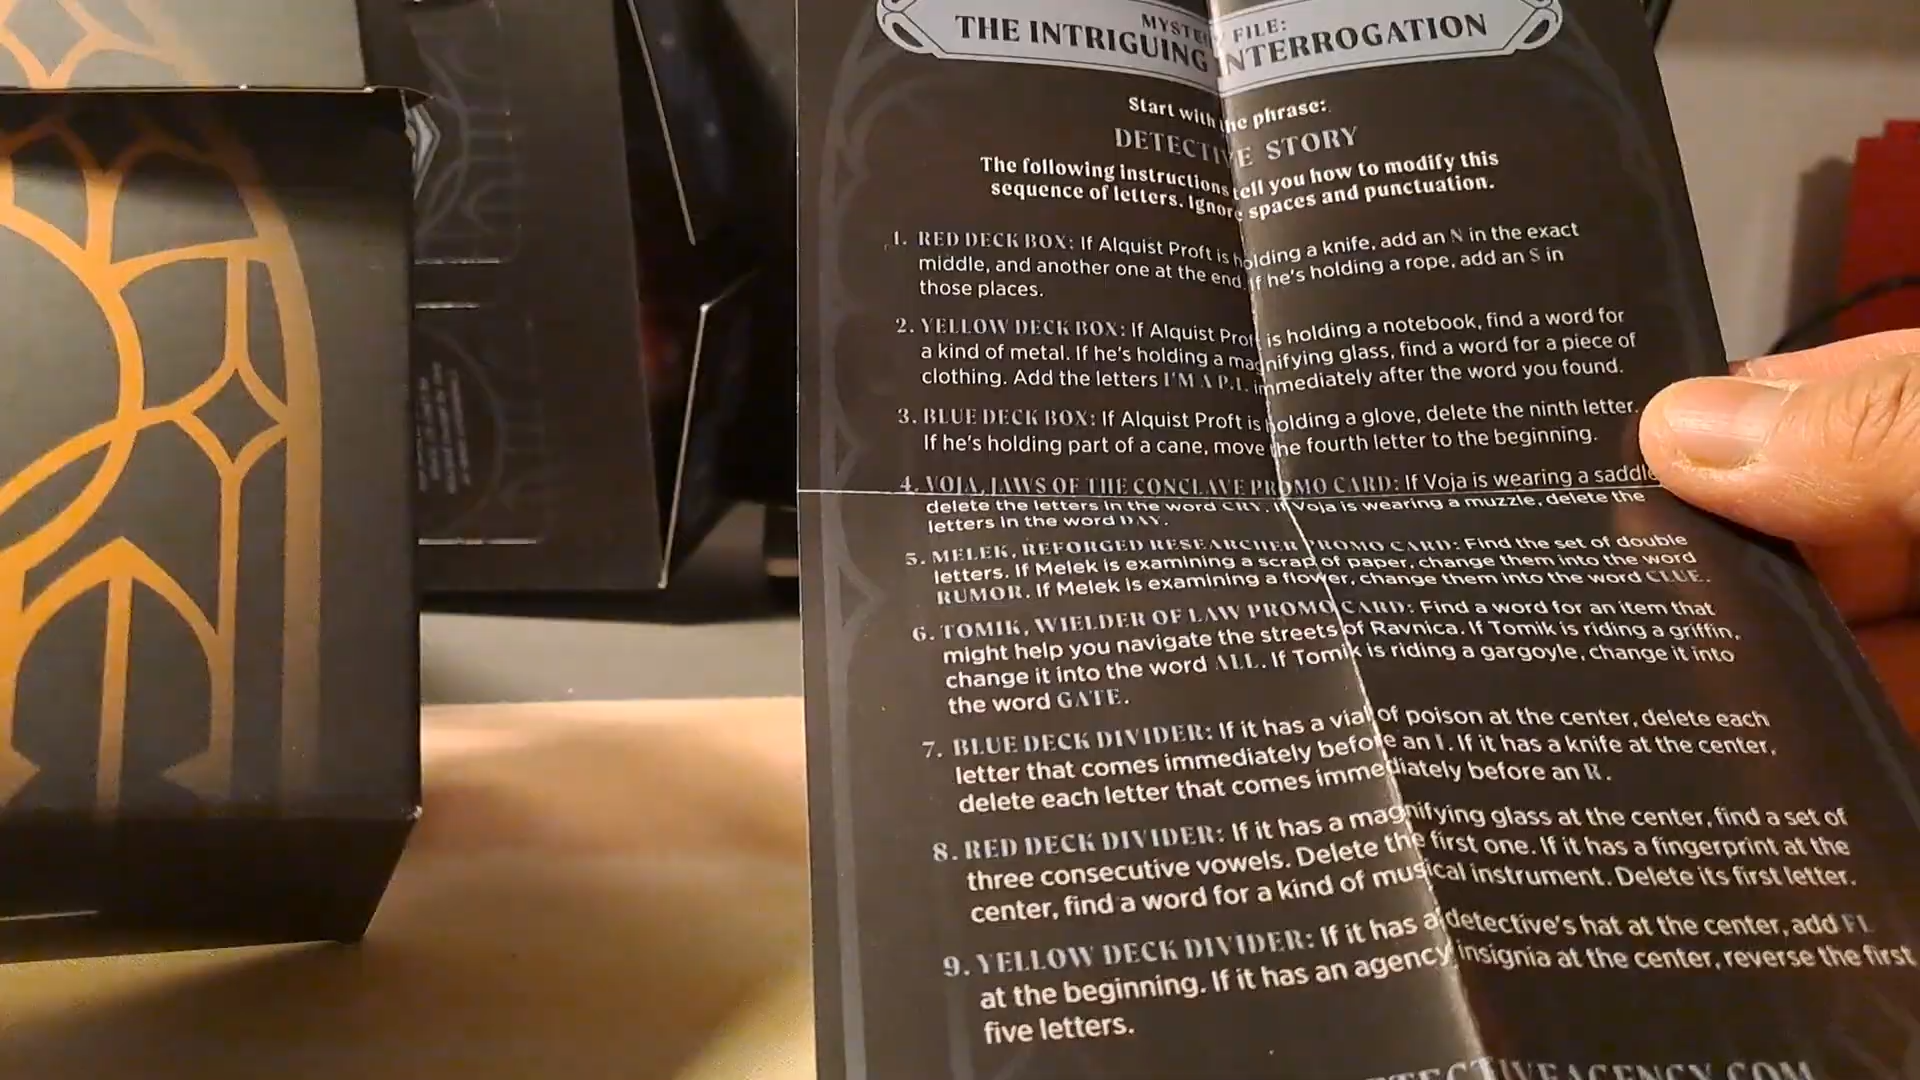 MYSTERY FILE:
THE INTRIGUING INTERROGATION
Start with the phrase:
DETECTIVE STORY
The following instructions tell you how to modify this
sequence of letters. Ignore spaces and punctuation.
1. RED DECK BOX: If Alquist Proft is holding a knife, add an N in the exact
middle, and another one at the end. If he's holding a rope, add an S in
those places.
2. YELLOW DECK BOX: If Alquist Proft is holding a notebook, find a word for
a kind of metal. If he's holding a magnifying glass, find a word for a piece of
clothing. Add the letters I'M A P.I. immediately after the word you found.
3. BLUE DECK BOX: If Alquist Proft is holding a glove, delete the ninth letter.
If he's holding part of a cane, move the fourth letter to the beginning.
4. VOJA, JAWS OF THE CONCLAVE PROMO CARD: If Voja is wearing a saddle
delete the letters in the word CRY. If Voja is wearing a muzzle, delete the
letters in the word DAY.
5. MELEK, REFORGED RESEARCHER PROMO CARD: Find the set of double
letters. If Melek is examining a scrap of paper, change them into the word
RUMOR. If Melek is examining a flower, change them into the word CLUE.
6. TOMIK, WIELDER OF LAW PROMO CARD: Find a word for an item that
might help you navigate the streets of Ravnica. If Tomik is riding a griffin,
change it into the word ALL. If Tomik is riding a gargoyle, change it into
the word GATE.
7. BLUE DECK DIVIDER: If it has a vial of poison at the center, delete each
letter that comes immediately before an I. If it has a knife at the center,
delete each letter that comes immediately before an R.
8. RED DECK DIVIDER: If it has a magnifying glass at the center, find a set of
three consecutive vowels. Delete the first one. If it has a fingerprint at the
center, find a word for a kind of musical instrument. Delete its first letter.
9. YELLOW DECK DIVIDER: If it has a detective's hat at the center, add FL
at the beginning. If it has an agency insignia at the center, reverse the first
five letters.